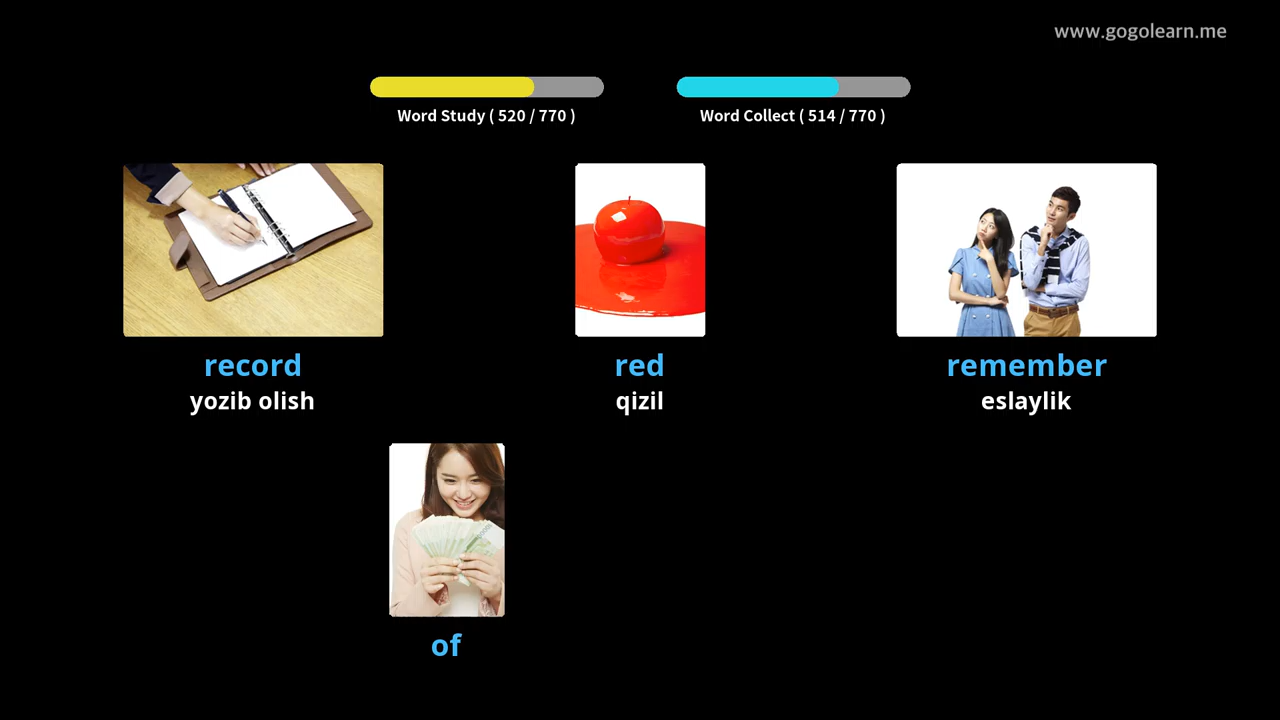 www.gogolearn.me
Word Study ( 520 / 770 )
Word Collect ( 514 / 770 )
record
yozib olish
red
qizil
remember
eslaylik
of